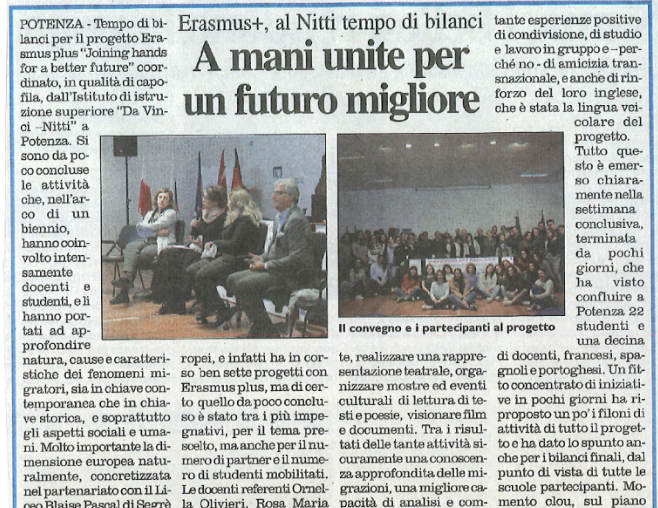 Erasmus+, al Nitti tempo di bilanci
A mani unite per
un futuro migliore
POTENZA - Tempo di bi-
lanci per il progetto Era-
smus plus "Joining hands
for a better future" coor-
dinato, in qualità di capo-
fila, dall'Istituto di istru-
zione superiore "Da Vin-
ci –Nitti" a
Potenza. Si
sono da po-
co concluse
le attività
che, nell'ar-
co di un
biennio,
hanno coin-
volto inten-
samente
docenti e
studenti, e li
hanno por-
tati ad ap-
profondire
natura, cause e caratteri-
stiche dei fenomeni mi-
gratori, sia in chiave con-
temporanea che in chia-
ve storica, e soprattutto
gli aspetti sociali e uma-
ni. Molto importante la di-
mensione europea natu-
ralmente, concretizzata
nel partenariato con il Li-
ceo Blaise Pascal di Segrè
Il convegno e i partecipanti al progetto
ropei, e infatti ha in cor-
so ben sette progetti con
Erasmus plus, ma di certo
quello da poco conclu-
so è stato tra i più impe-
gnativi, per il tema pre-
scelto, ma anche per il nu-
mero di partner e il nume-
ro di studenti mobilitati.
Le docenti referenti Ornel-
la Olivieri, Rosa Maria
te, realizzare una rappre-
sentazione teatrale, orga-
nizzare mostre ed eventi
culturali di lettura di te-
sti e poesie, visionare film
e documenti. Tra i risul-
tati delle tante attività si-
curamente una conoscen-
za approfondita delle mi-
grazioni, una migliore ca-
pacità di analisi e com-
tante esperienze positive
di condivisione, di studio
e lavoro in gruppo e –per-
ché no - di amicizia tran-
snazionale, e anche di rin-
forzo del loro inglese,
che è stata la lingua vei-
colare del
progetto.
Tutto que-
sto è emer-
so chiara-
mente nella
settimana
conclusiva,
terminata
da pochi
giorni, che
ha visto
confluire a
Potenza 22
studenti e
una decina
di docenti, francesi, spa-
gnoli e portoghesi. Un fit-
to concentrato di iniziati-
ve in pochi giorni ha ri-
proposto un po' i filoni di
attività di tutto il proget-
to e ha dato lo spunto an-
che per i bilanci finali, dal
punto di vista di tutte le
scuole partecipanti. Mo-
mento clou, sul piano